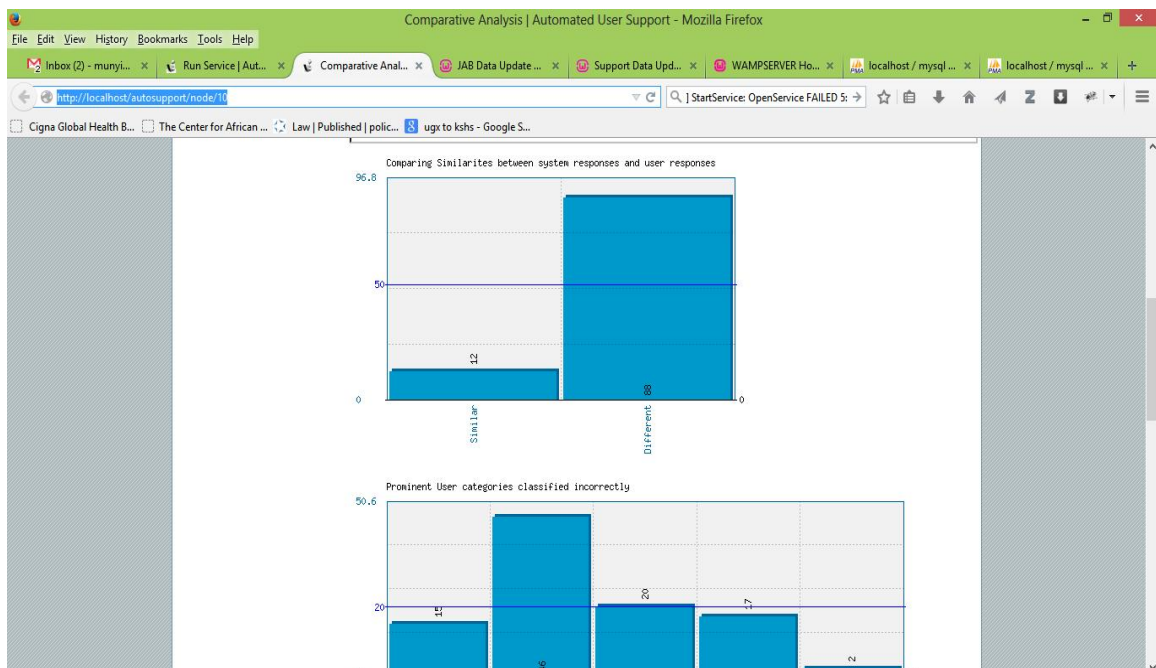 Comparative Analysis | Automated User Support - Mozilla Firefox
File Edit View History Bookmarks Tools Help
Inbox (2) - munyi... × Run Service | Aut... × Comparative Anal... × JAB Data Update ... × Support Data Upd... × WAMPSERVER Ho... × localhost / mysql ... × localhost / mysql ... × +
http://localhost/autosupport/node/10 ] StartService: OpenService FAILED 5:
Cigna Global Health B... The Center for African ... Law | Published | polic... ugx to kshs - Google S...
Comparing Similarites between system responses and user responses
96.8
50
12
88
0 0
Similar
Different
Prominent User categories classified incorrectly
50.6
20
15
20
17
2